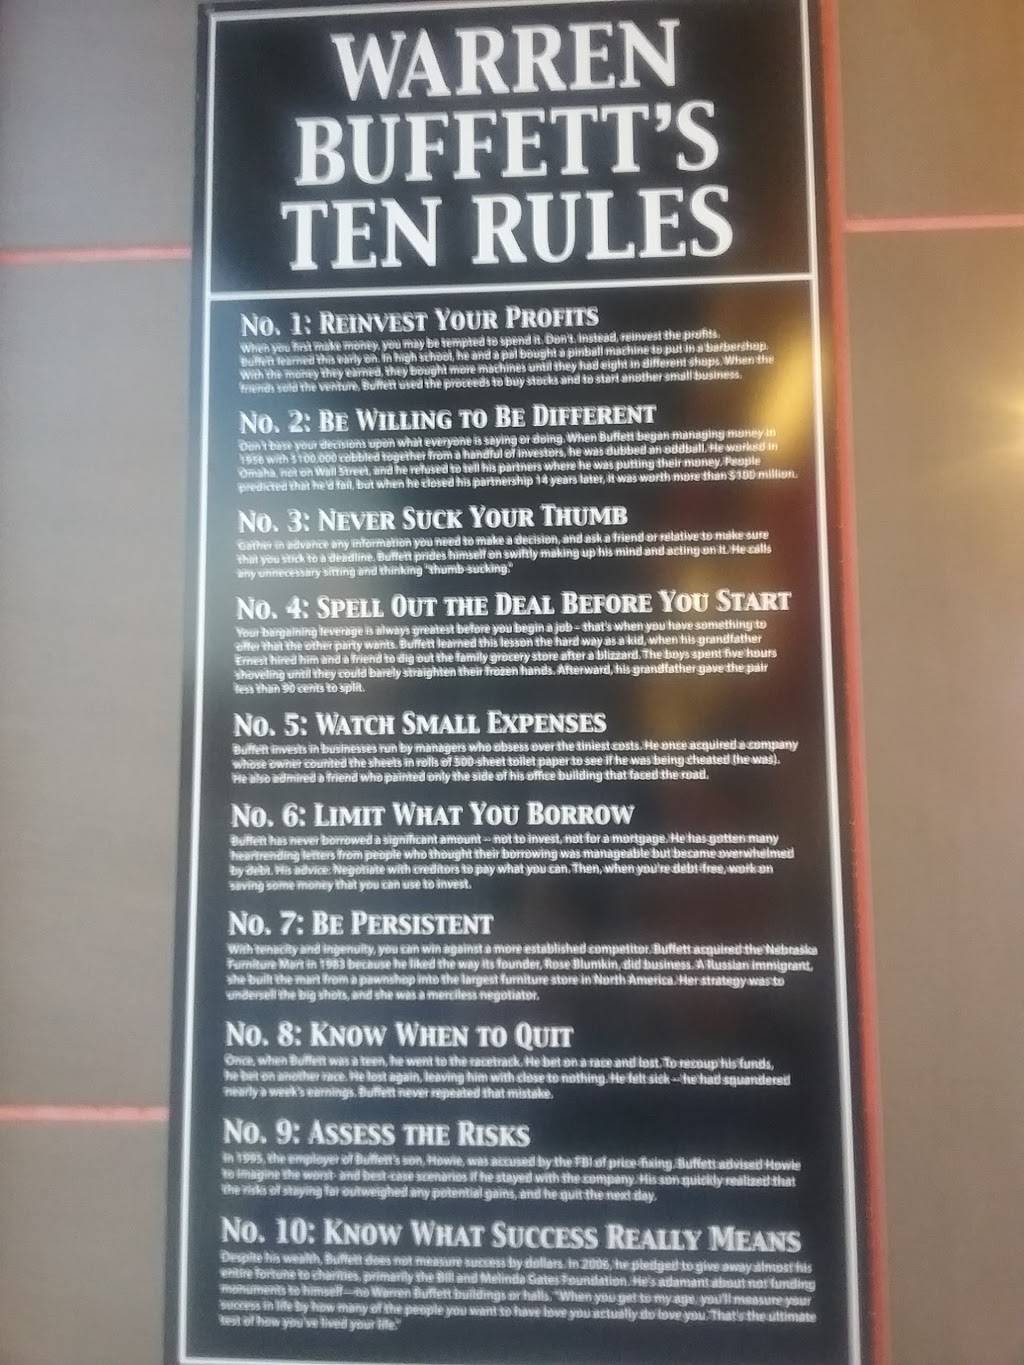 WARREN
BUFFETT'S
TEN RULES
No. 1: Reinvest Your Profits
When you first make money, you may be tempted to spend it. Don't. Instead, reinvest the profits.
Buffett learned this early on. In high school, he and a pal bought a pinball machine to put in a barbershop.
With the money they earned, they bought more machines until they had eight in different shops. When the
friends sold the venture, Buffett used the proceeds to buy stocks and to start another small business.
No. 2: Be Willing to Be Different
Don't base your decisions upon what everyone is saying or doing. When Buffett began managing money in
1956 with $100,000 cobbled together from a handful of investors, he was dubbed an oddball. He worked in
Omaha, not on Wall Street, and he refused to tell his partners where he was putting their money. People
predicted that he'd fail, but when he closed his partnership 14 years later, it was worth more than $100 million.
No. 3: Never Suck Your Thumb
Gather in advance any information you need to make a decision, and ask a friend or relative to make sure
that you stick to a deadline. Buffett prides himself on swiftly making up his mind and acting on it. He calls
any unnecessary sitting and thinking "thumb-sucking."
No. 4: Spell Out the Deal Before You Start
Your bargaining leverage is always greatest before you begin a job – that's when you have something to
offer that the other party wants. Buffett learned this lesson the hard way as a kid, when his grandfather
Ernest hired him and a friend to dig out the family grocery store after a blizzard. The boys spent five hours
shoveling until they could barely straighten their frozen hands. Afterward, his grandfather gave the pair
less than 90 cents to split.
No. 5: Watch Small Expenses
Buffett invests in businesses run by managers who obsess over the tiniest costs. He once acquired a company
whose owner counted the sheets in rolls of 500-sheet toilet paper to see if he was being cheated (he was).
He also admired a friend who painted only the side of his office building that faced the road.
No. 6: Limit What You Borrow
Buffett has never borrowed a significant amount – not to invest, not for a mortgage. He has gotten many
heartrending letters from people who thought their borrowing was manageable but became overwhelmed
by debt. His advice: Negotiate with creditors to pay what you can. Then, when you're debt-free, work on
saving some money that you can use to invest.
No. 7: Be Persistent
With tenacity and ingenuity, you can win against a more established competitor. Buffett acquired the Nebraska
Furniture Mart in 1983 because he liked the way its founder, Rose Blumkin, did business. A Russian immigrant,
she built the mart from a pawnshop into the largest furniture store in North America. Her strategy was to
undersell the big shots, and she was a merciless negotiator.
No. 8: Know When to Quit
Once, when Buffett was a teen, he went to the racetrack. He bet on a race and lost. To recoup his funds,
he bet on another race. He lost again, leaving him with close to nothing. He felt sick – he had squandered
nearly a week's earnings. Buffett never repeated that mistake.
No. 9: Assess the Risks
In 1995, the employer of Buffett's son, Howie, was accused by the FBI of price-fixing. Buffett advised Howie
to imagine the worst- and best-case scenarios if he stayed with the company. His son quickly realized that
the risks of staying far outweighed any potential gains, and he quit the next day.
No. 10: Know What Success Really Means
Despite his wealth, Buffett does not measure success by dollars. In 2006, he pledged to give away almost his
entire fortune to charities, primarily the Bill and Melinda Gates Foundation. He's adamant about not funding
monuments to himself—no Warren Buffett buildings or halls. "When you get to my age, you'll measure your
success in life by how many of the people you want to have love you actually do love you. That's the ultimate
test of how you've lived your life."